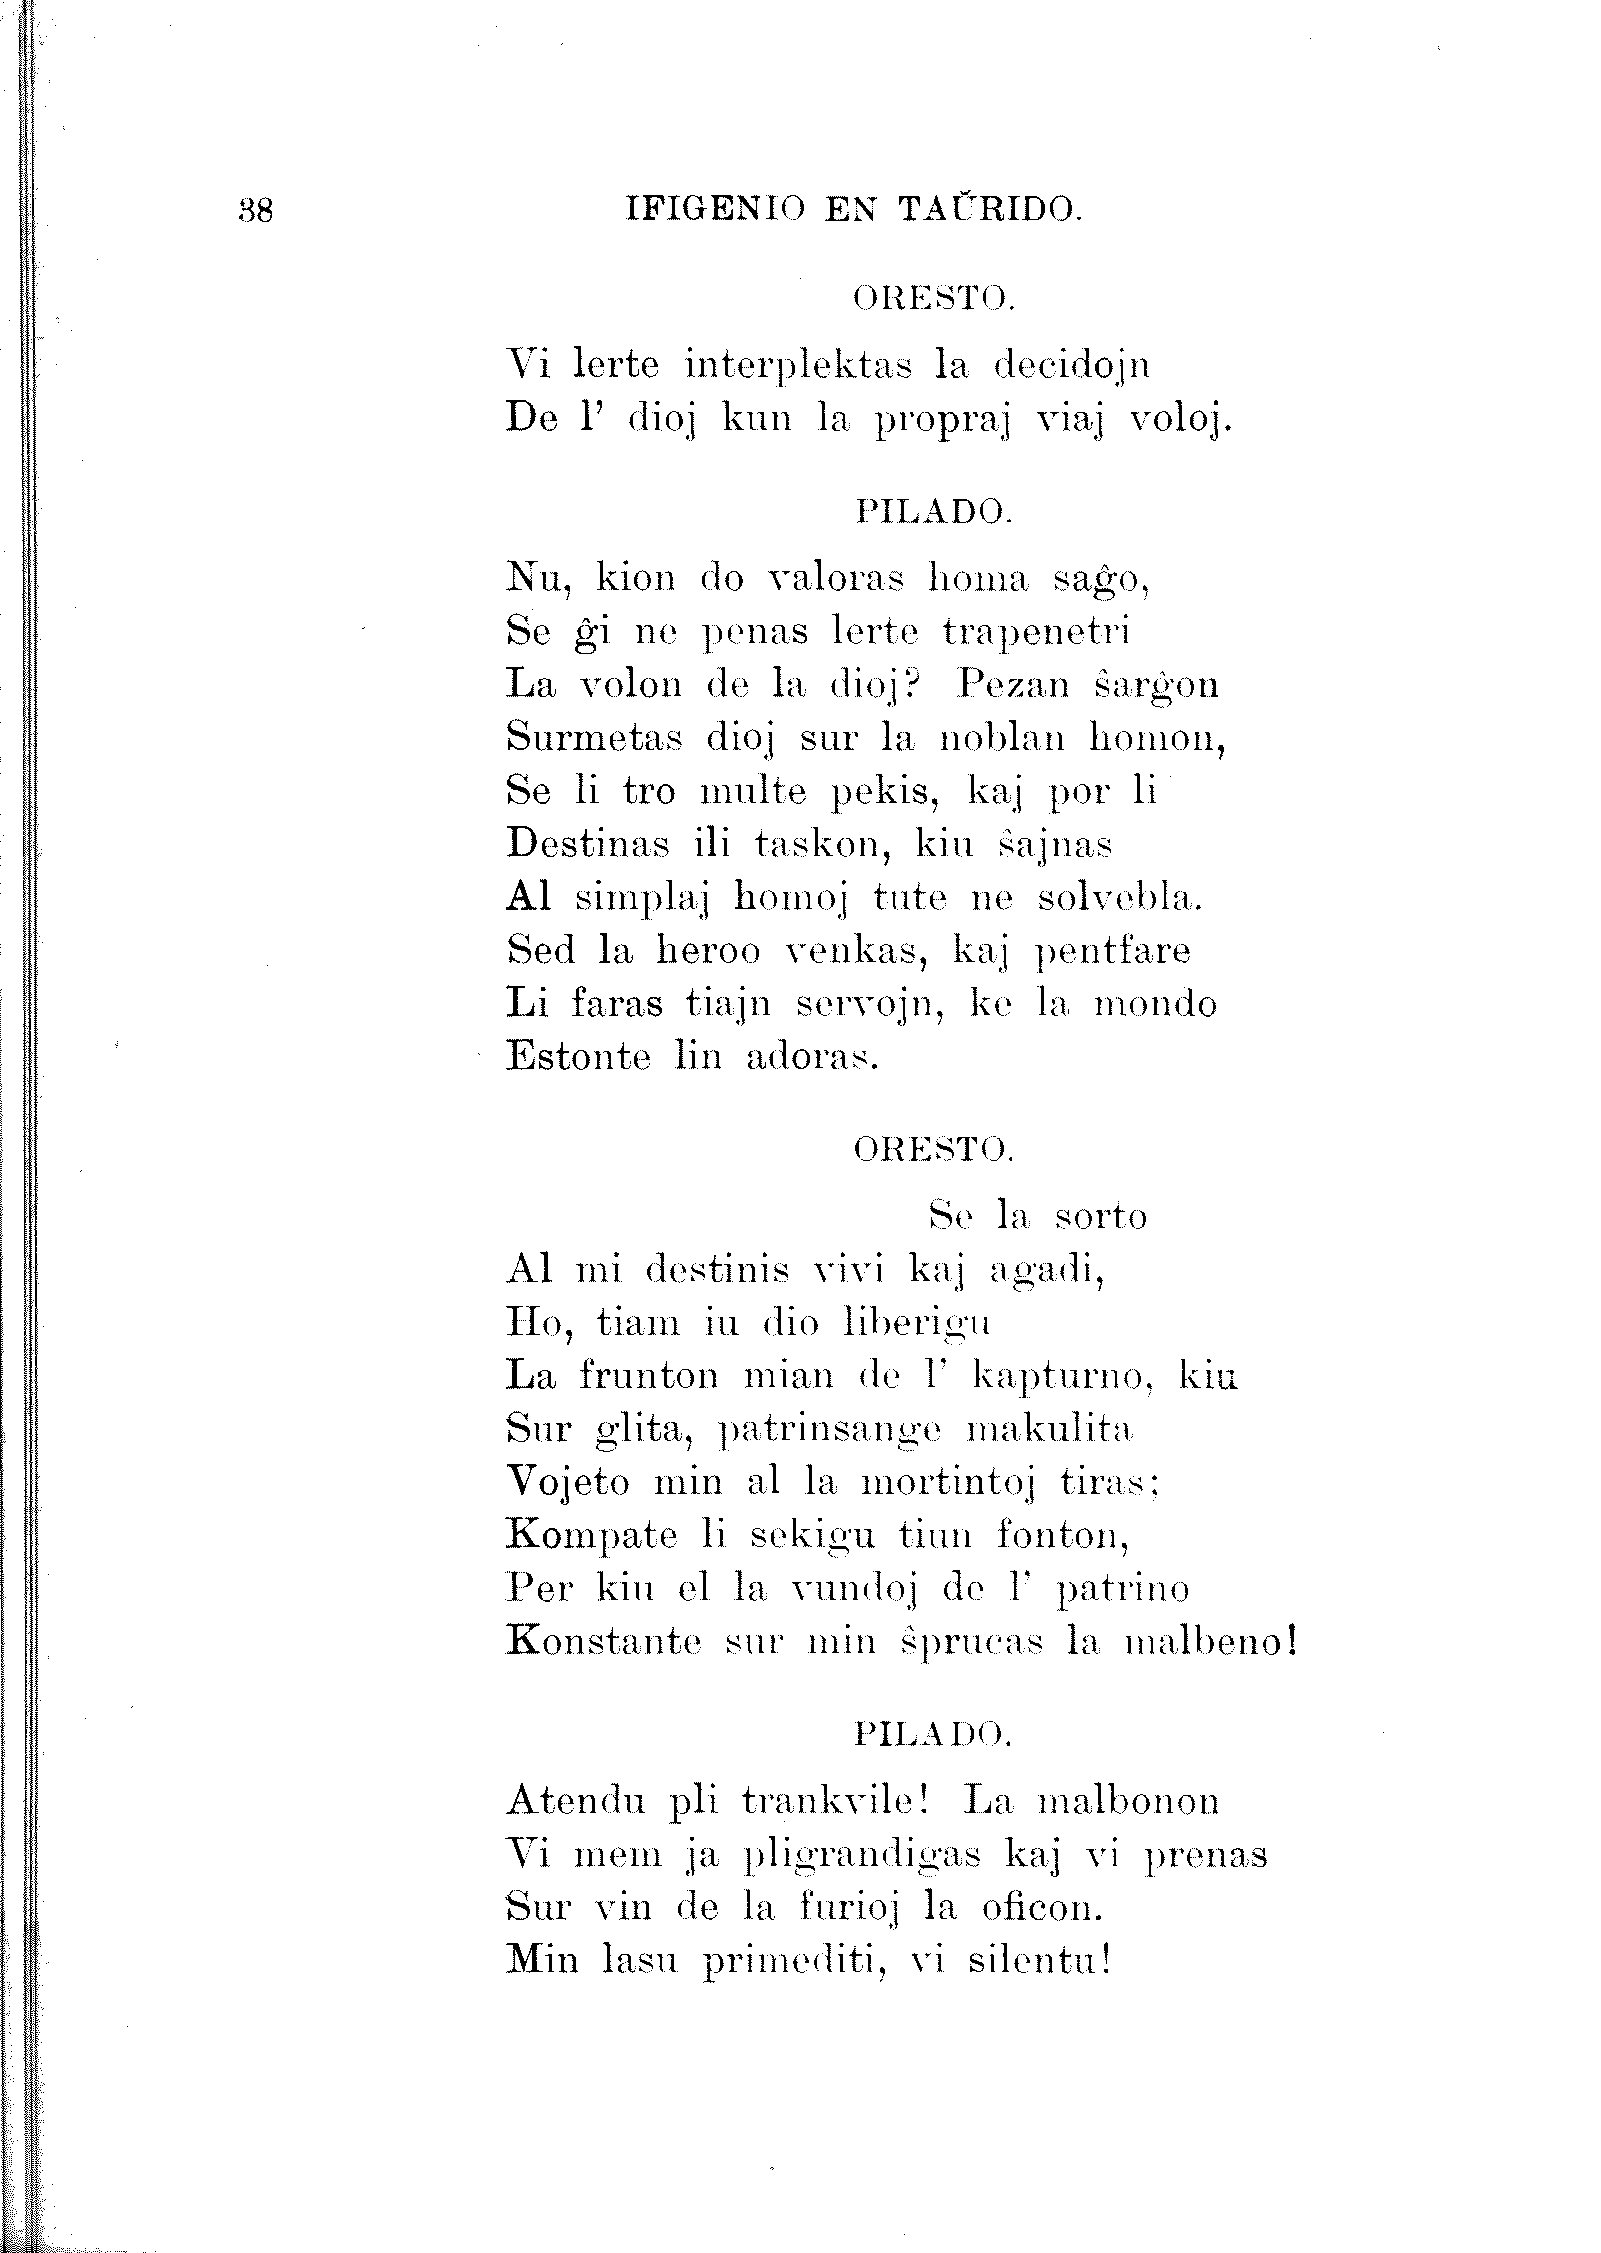 38 IFIGENIO EN TAŬRIDO.
ORESTO.
Vi lerte interplektas la decidojn
De l' dioj kun la propraj viaj voloj.
PILADO.
Nu, kion do valoras homa saĝo,
Se ĝi ne penas lerte trapenetri
La volon de la dioj? Pezan ŝarĝon
Surmetas dioj sur la noblan homon,
Se li tro multe pekis, kaj por li
Destinas ili taskon, kiu ŝajnas
Al simplaj homoj tute ne solvebla.
Sed la heroo venkas, kaj pentfare
Li faras tiajn servojn, ke la mondo
Estonte lin adoras.
ORESTO.
Se la sorto
Al mi destinis vivi kaj agadi,
Ho, tiam iu dio liberigu
La frunton mian de l' kapturno, kiu
Sur glita, patrinsange makulita
Vojeto min al la mortintoj tiras;
Kompate li sekigu tiun fonton,
Per kiu el la vundoj de l' patrino
Konstante sur min ŝprucas la malbeno!
PILADO.
Atendu pli trankvile! La malbonon
Vi mem ja pligrandigas kaj vi prenas
Sur vin de la furioj la oficon.
Min lasu primediti, vi silentu!